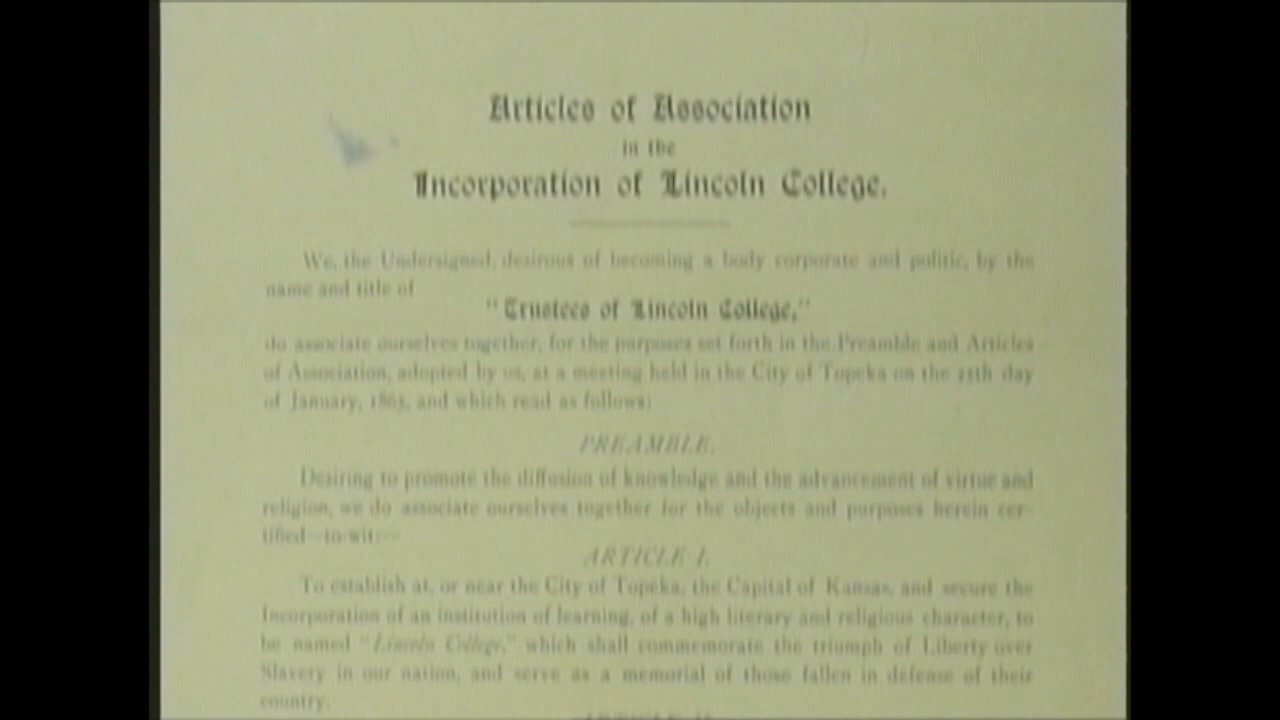 Articles of Association
in the
Incorporation of Lincoln College.
We, the Undersigned, desirous of becoming a body corporate and politic, by the
name and title of
"Trustees of Lincoln College,"
do associate ourselves together, for the purposes set forth in the Preamble and Articles
of Association, adopted by us, at a meeting held in the City of Topeka on the 25th day
of January, 1865, and which read as follows:
PREAMBLE.
Desiring to promote the diffusion of knowledge and the advancement of virtue and
religion, we do associate ourselves together for the objects and purposes herein cer-
tified—to-wit:—
ARTICLE I.
To establish at, or near the City of Topeka, the Capital of Kansas, and secure the
Incorporation of an institution of learning, of a high literary and religious character, to
be named "Lincoln College," which shall commemorate the triumph of Liberty over
Slavery in our nation, and serve as a memorial of those fallen in defense of their
country.
ARTICLE II.